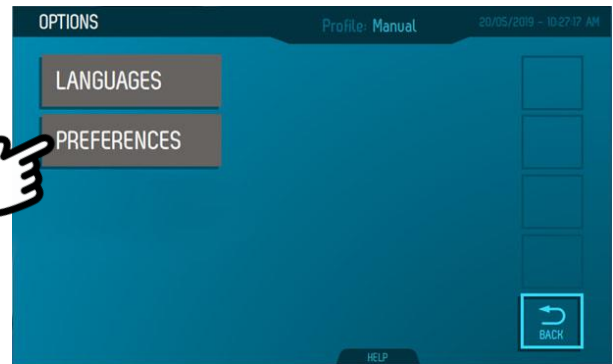 OPTIONS
Profile: Manual
20/05/2019 - 10:27:17 AM
LANGUAGES
PREFERENCES
BACK
HELP